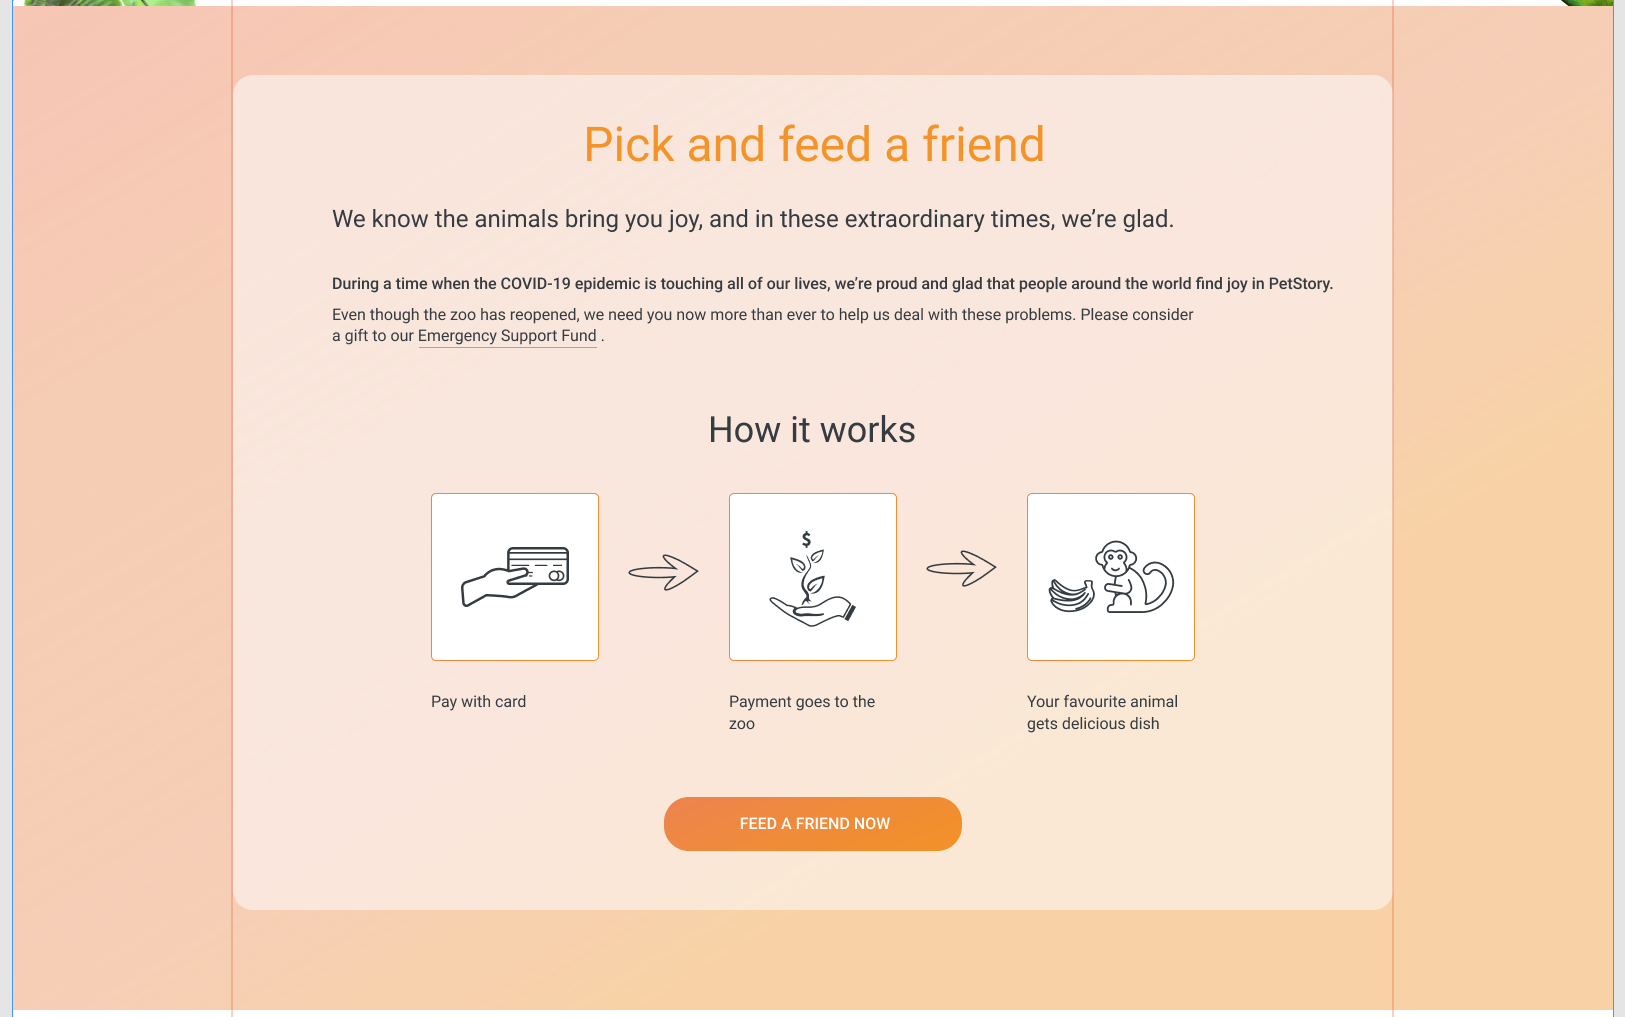 Pick and feed a friend
We know the animals bring you joy, and in these extraordinary times, we’re glad.
During a time when the COVID-19 epidemic is touching all of our lives, we’re proud and glad that people around the world find joy in PetStory.
Even though the zoo has reopened, we need you now more than ever to help us deal with these problems. Please consider
a gift to our Emergency Support Fund .
How it works
$
Pay with card
Payment goes to the
zoo
Your favourite animal
gets delicious dish
FEED A FRIEND NOW